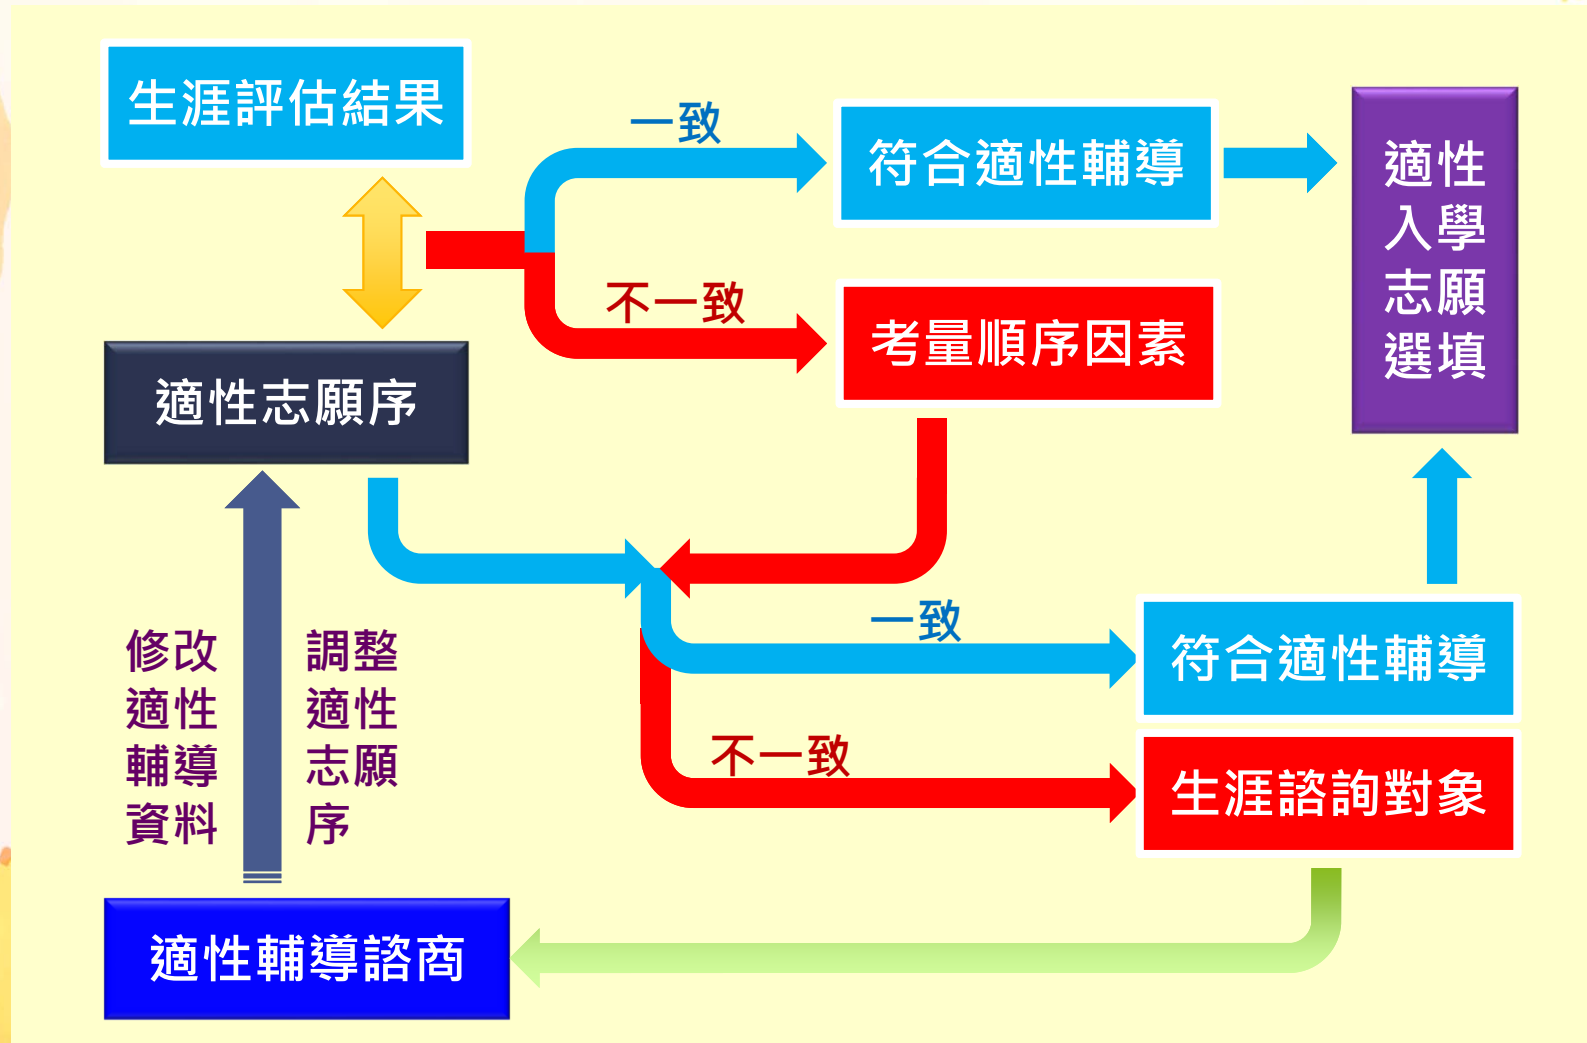 生涯評估結果
一致
符合適性輔導
適性
入學
志願
選填
不一致
考量順序因素
適性志願序
修改
適性
輔導
資料
調整
適性
志願
序
一致
符合適性輔導
不一致
生涯諮詢對象
適性輔導諮商